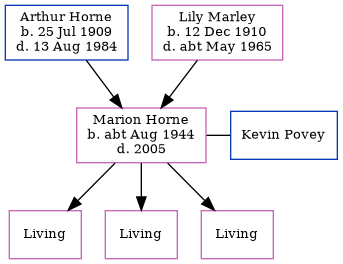 Arthur Horne
b. 25 Jul 1909
d. 13 Aug 1984
Lily Marley
b. 12 Dec 1910
d. abt May 1965
Marion Horne
b. abt Aug 1944
d. 2005
Kevin Povey
Living
Living
Living